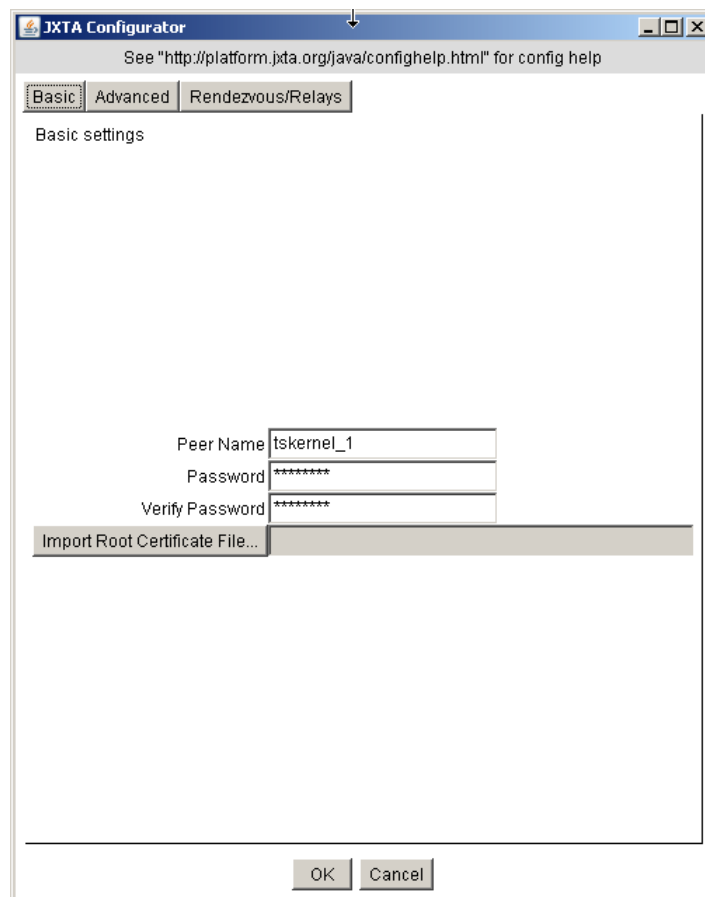 JXTA Configurator
See "http://platform.jxta.org/java/confighelp.html" for config help
Basic Advanced Rendezvous/Relays
Basic settings
Peer Name tskernel_1
Password ********
Verify Password ********
Import Root Certificate File...
OK Cancel